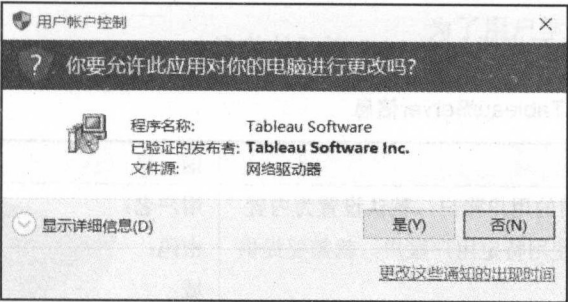 用户帐户控制
你要允许此应用对你的电脑进行更改吗?
程序名称: Tableau Software
已验证的发布者: Tableau Software Inc.
文件源: 网络驱动器
显示详细信息(D)
是(Y) 否(N)
更改这些通知的出现时间